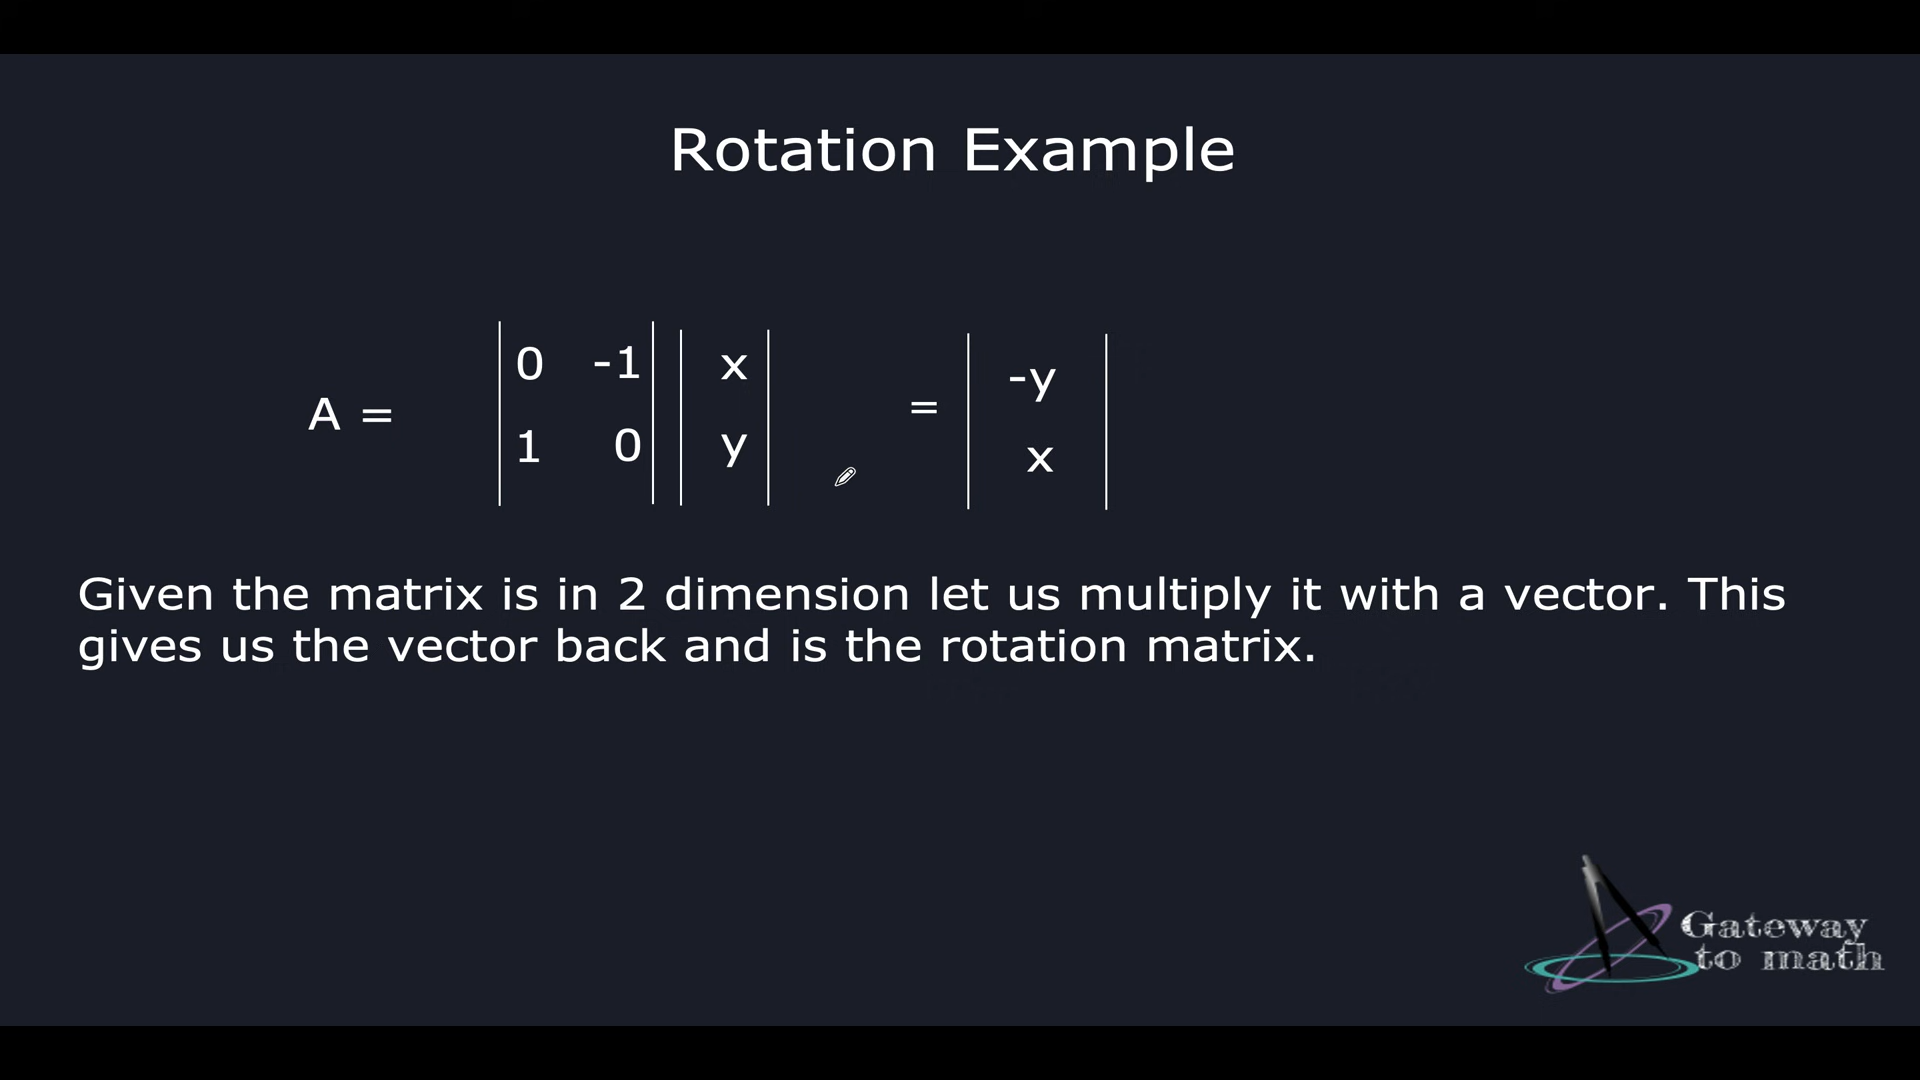 Rotation Example
0 -1 x
-y
A = =
1 0 y
x
Given the matrix is in 2 dimension let us multiply it with a vector. This
gives us the vector back and is the rotation matrix.
Gateway
to math